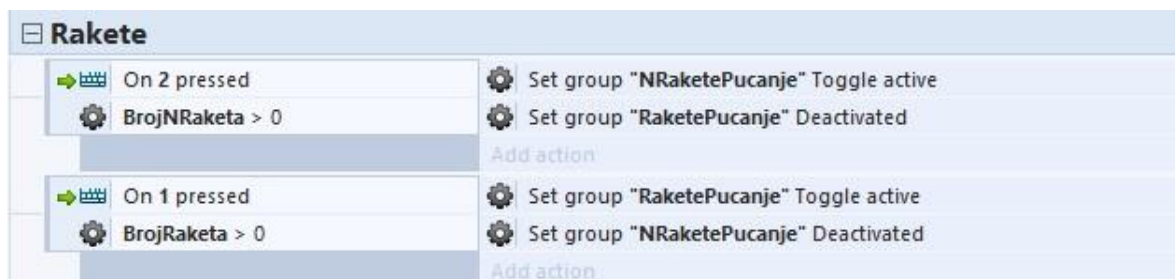 Rakete
On 2 pressed
Set group "NRaketePucanje" Toggle active
BrojNRaketa > 0
Set group "RaketePucanje" Deactivated
Add action
On 1 pressed
Set group "RaketePucanje" Toggle active
BrojRaketa > 0
Set group "NRaketePucanje" Deactivated
Add action